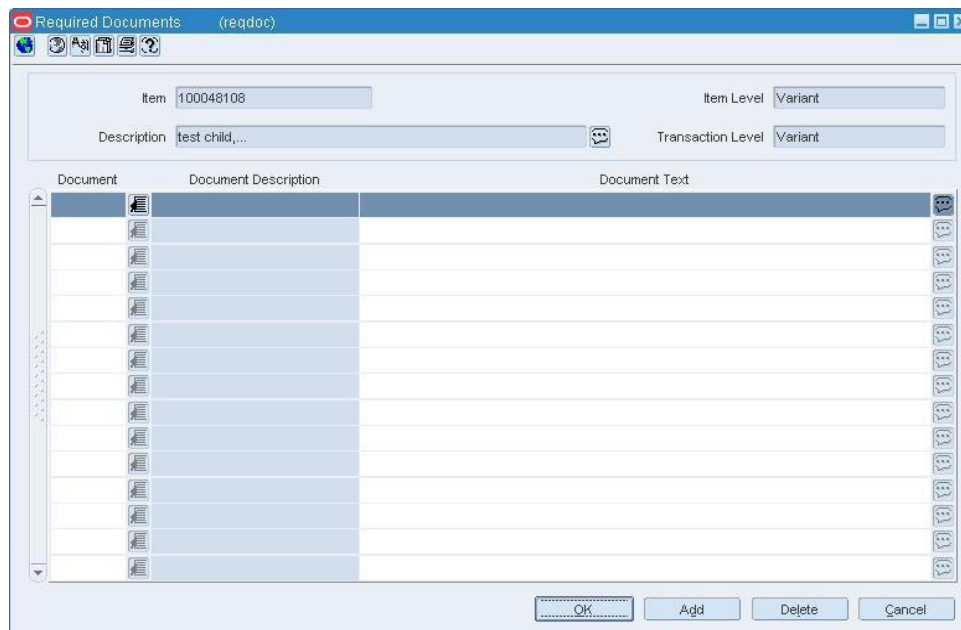 Required Documents (reqdoc)
Item 100048108 Item Level Variant
Description test child,... Transaction Level Variant
Document Document Description Document Text
OK Add Delete Cancel